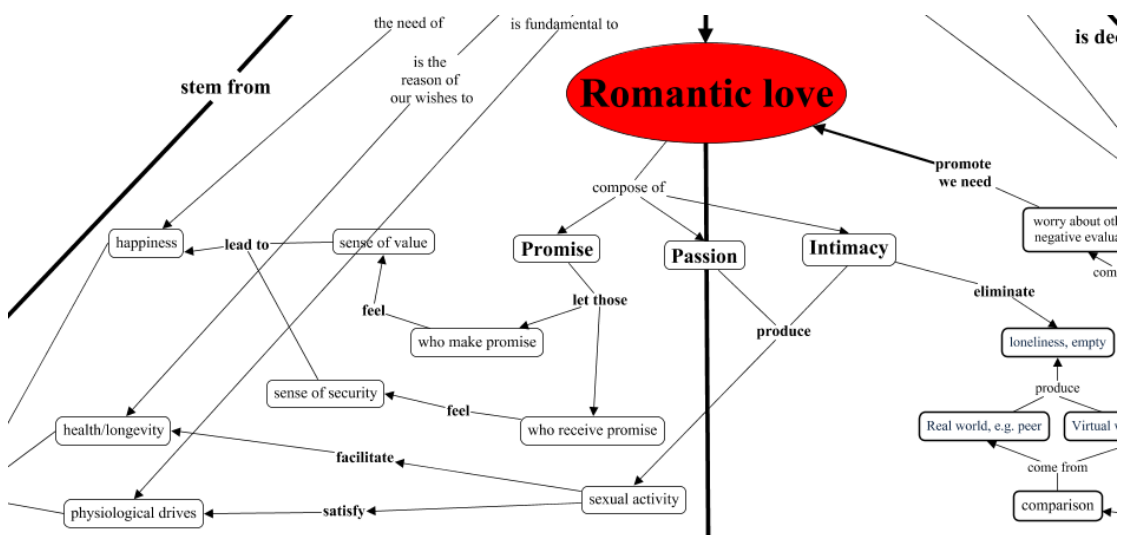 the need of
is fundamental to
is the
reason of
our wishes to
stem from
Romantic love
promote
we need
compose of
worry about
happiness
lead to
sense of value
Promise
Passion
Intimacy
negative
eliminate
let those
feel
who make promise
produce
loneliness, empty
sense of security
feel
produce
health/longevity
who receive promise
Real world, e.g. peer
facilitate
come from
physiological drives
satisfy
sexual activity
comparison